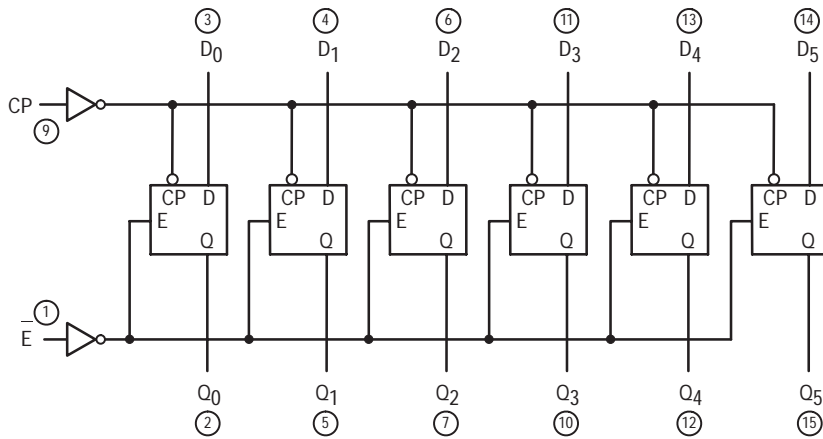 3 4 6 11 13 14
D0 D1 D2 D3 D4 D5
CP
9
CP D CP D CP D CP D CP D CP D
E E E E E E
Q Q Q Q Q Q
1
E̅
Q0 Q1 Q2 Q3 Q4 Q5
2 5 7 10 12 15